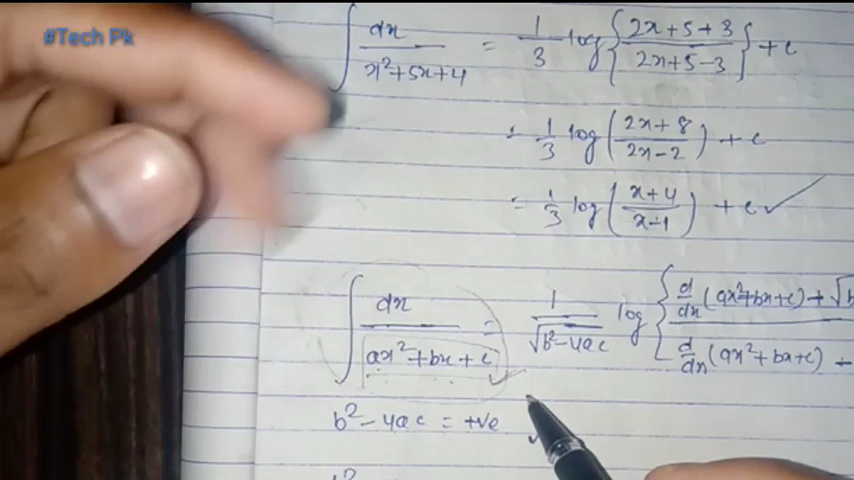 #Tech Pk
∫ dx / x²+5x+4 = 1/3 log { 2x+5+3 / 2x+5-3 } + c
= 1/3 log ( 2x+8 / 2x-2 ) + c
= 1/3 log ( x+4 / x-1 ) + c ✓
∫ dx / ax²+bx+c = 1 / √b²-4ac log { d/dx (ax²+bx+c) + √b / d/dx (ax²+bx+c) -
b²-4ac = +ve